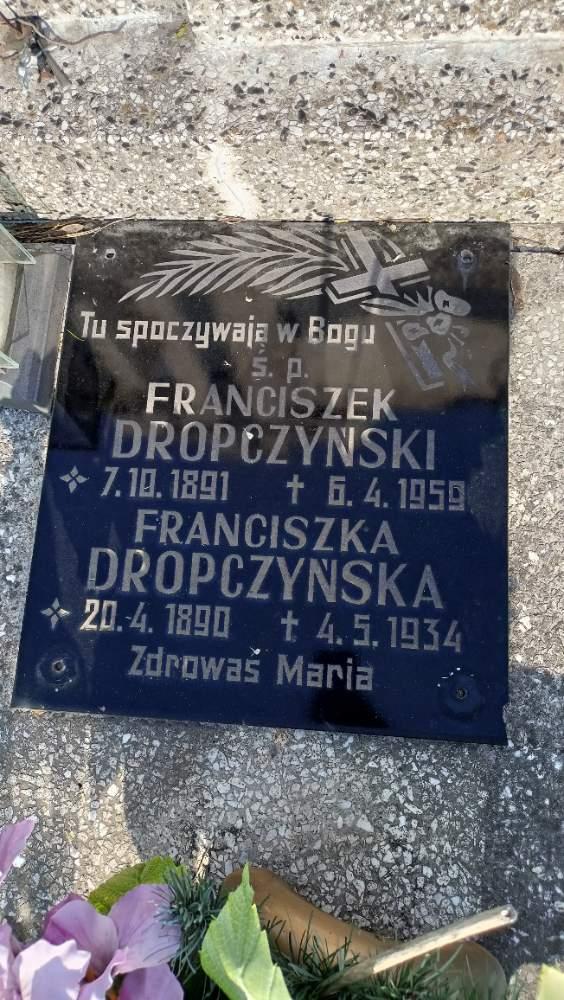 Tu spoczywają w Bogu
ś. p.
FRANCISZEK
DROPCZYŃSKI
7.10.1891 † 6.4.1959
FRANCISZKA
DROPCZYŃSKA
20.4.1890 † 4.5.1934
Zdrowaś Maria